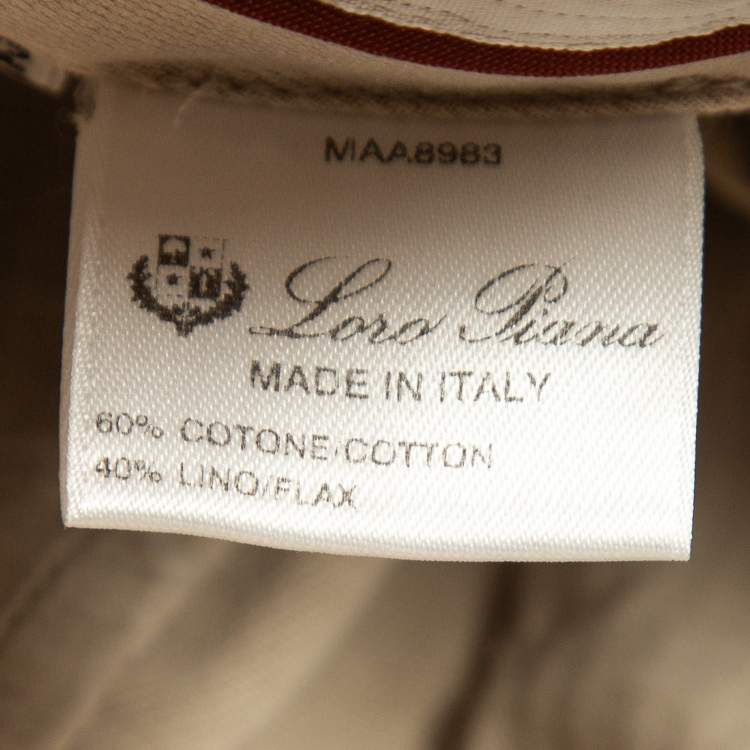 MAA8983
Loro Piana
MADE IN ITALY
60% COTONE/COTTON
40% LINO/FLAX